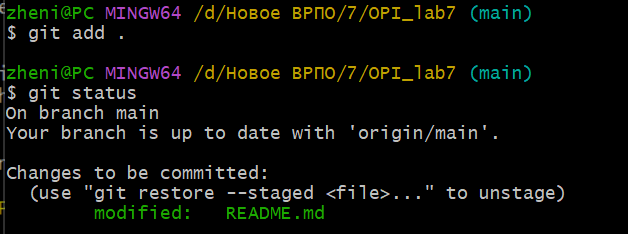 zheni@PC MINGW64 /d/Новое ВРПО/7/OPI_lab7 (main)
$ git add .
zheni@PC MINGW64 /d/Новое ВРПО/7/OPI_lab7 (main)
$ git status
On branch main
Your branch is up to date with 'origin/main'.
Changes to be committed:
  (use "git restore --staged <file>..." to unstage)
        modified:   README.md